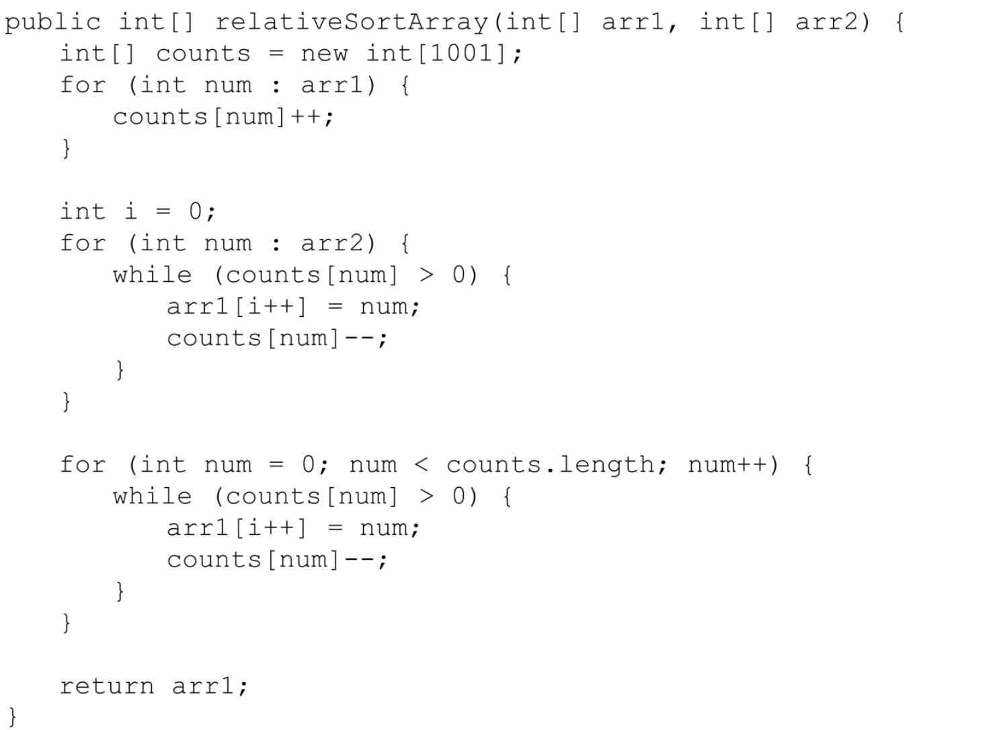 public int[] relativeSortArray(int[] arr1, int[] arr2) {
    int[] counts = new int[1001];
    for (int num : arr1) {
        counts[num]++;
    }

    int i = 0;
    for (int num : arr2) {
        while (counts[num] > 0) {
            arr1[i++] = num;
            counts[num]--;
        }
    }

    for (int num = 0; num < counts.length; num++) {
        while (counts[num] > 0) {
            arr1[i++] = num;
            counts[num]--;
        }
    }

    return arr1;
}